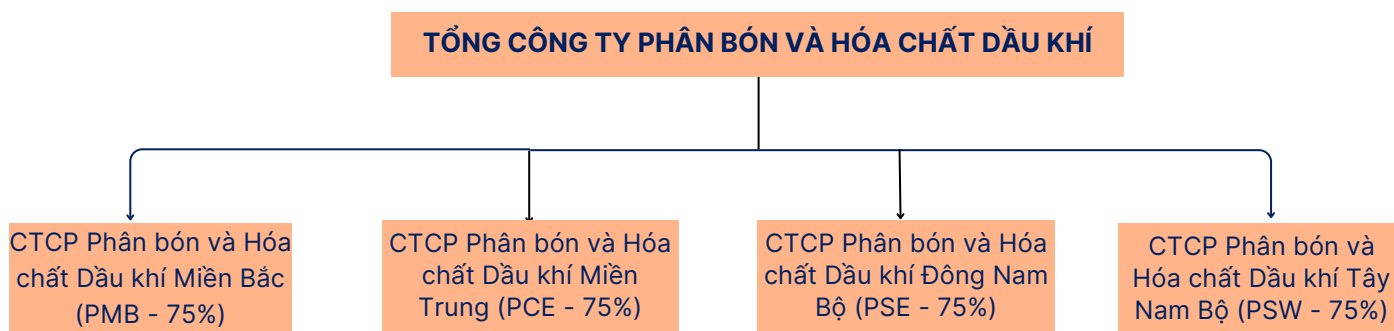 TỔNG CÔNG TY PHÂN BÓN VÀ HÓA CHẤT DẦU KHÍ
CTCP Phân bón và Hóa
chất Dầu khí Miền Bắc
(PMB - 75%)
CTCP Phân bón và Hóa
chất Dầu khí Miền
Trung (PCE - 75%)
CTCP Phân bón và Hóa
chất Dầu khí Đông Nam
Bộ (PSE - 75%)
CTCP Phân bón và
Hóa chất Dầu khí Tây
Nam Bộ (PSW - 75%)